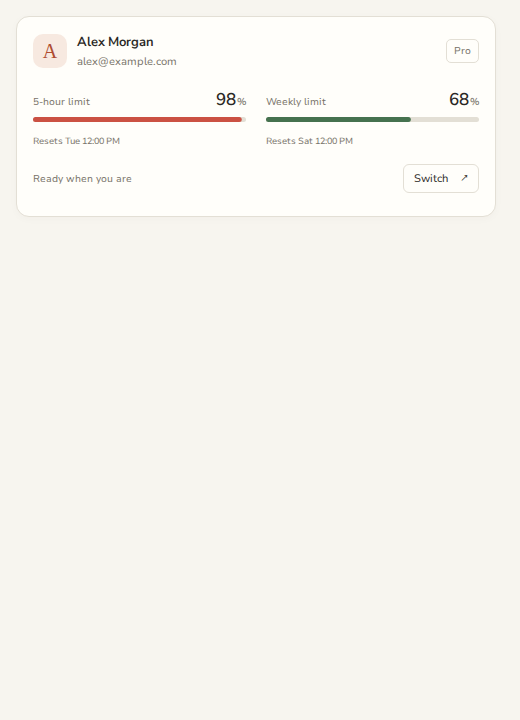 A
Alex Morgan
alex@example.com
Pro
5-hour limit 98%
Resets Tue 12:00 PM
Weekly limit 68%
Resets Sat 12:00 PM
Ready when you are
Switch ↗